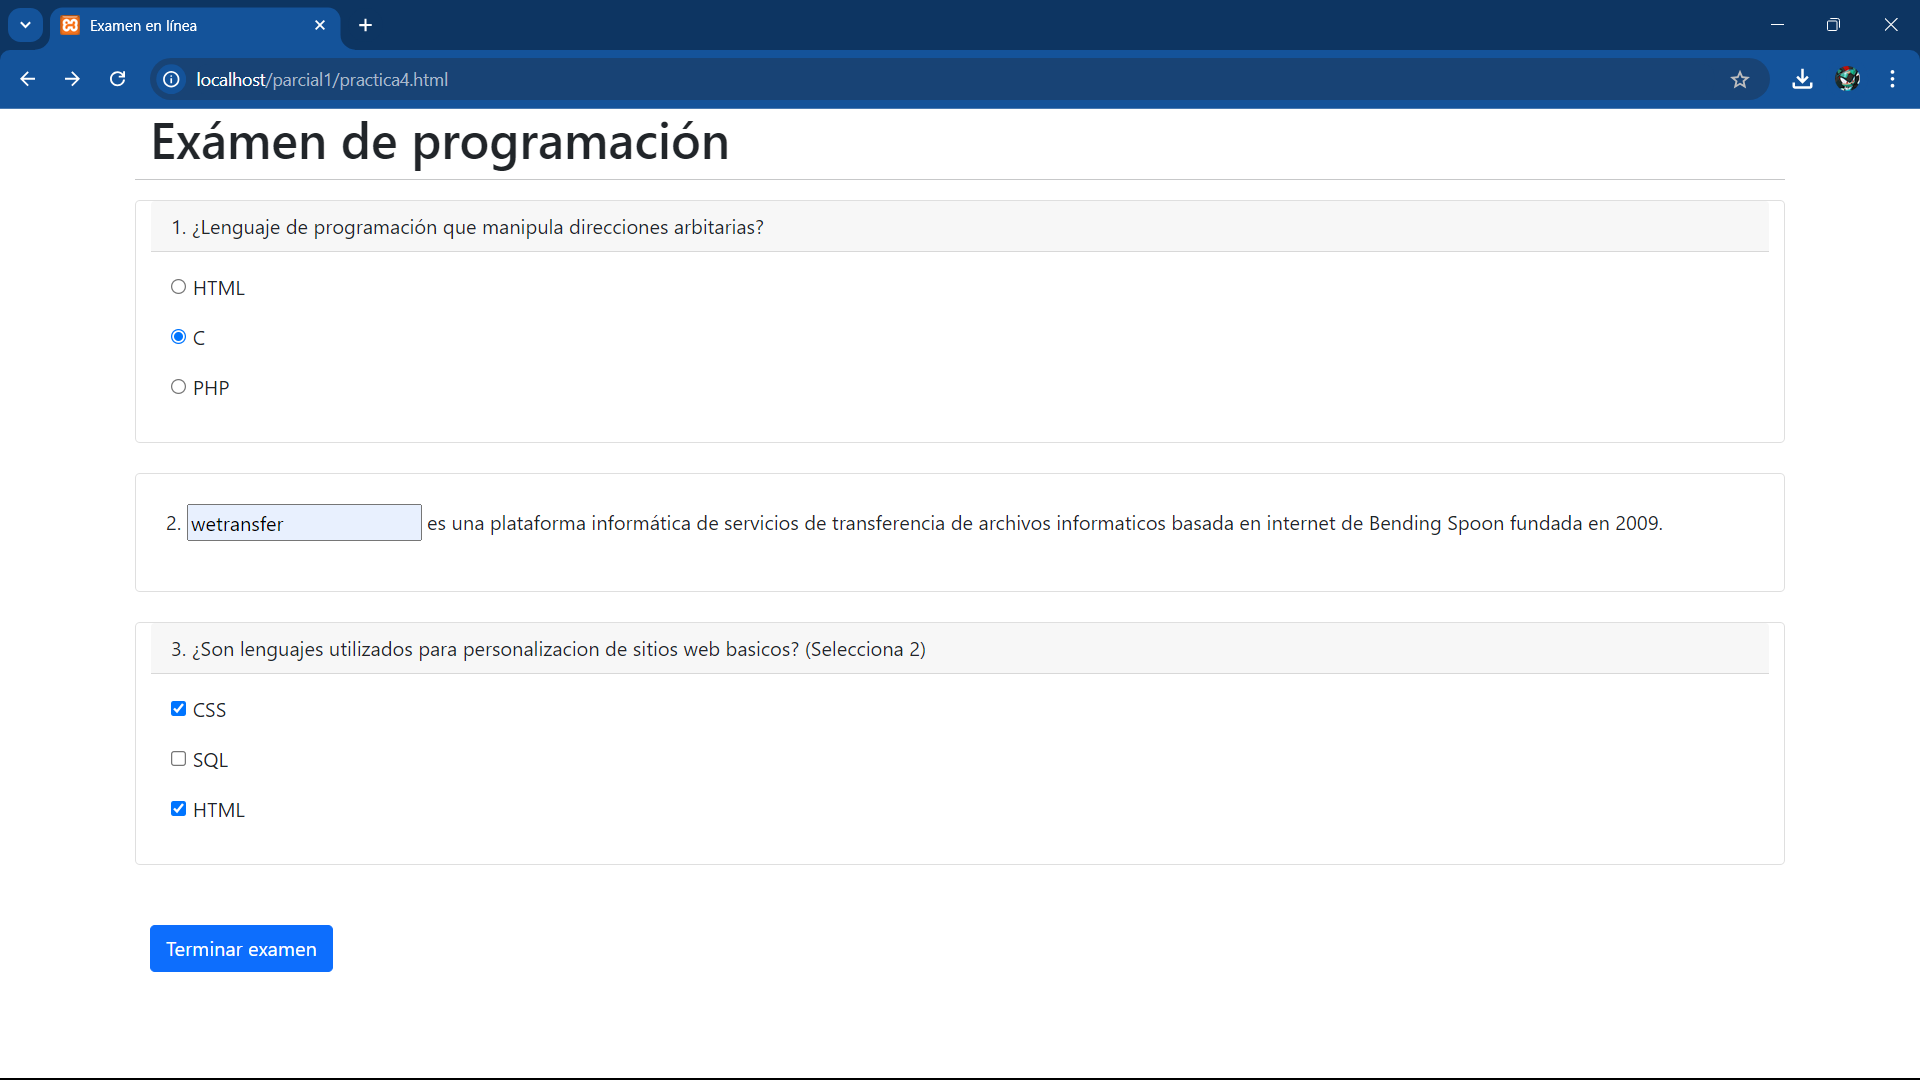 Examen en línea
localhost/parcial1/practica4.html
Exámen de programación
1. ¿Lenguaje de programación que manipula direcciones arbitarias?
HTML
C
PHP
2. wetransfer es una plataforma informática de servicios de transferencia de archivos informaticos basada en internet de Bending Spoon fundada en 2009.
3. ¿Son lenguajes utilizados para personalizacion de sitios web basicos? (Selecciona 2)
CSS
SQL
HTML
Terminar examen